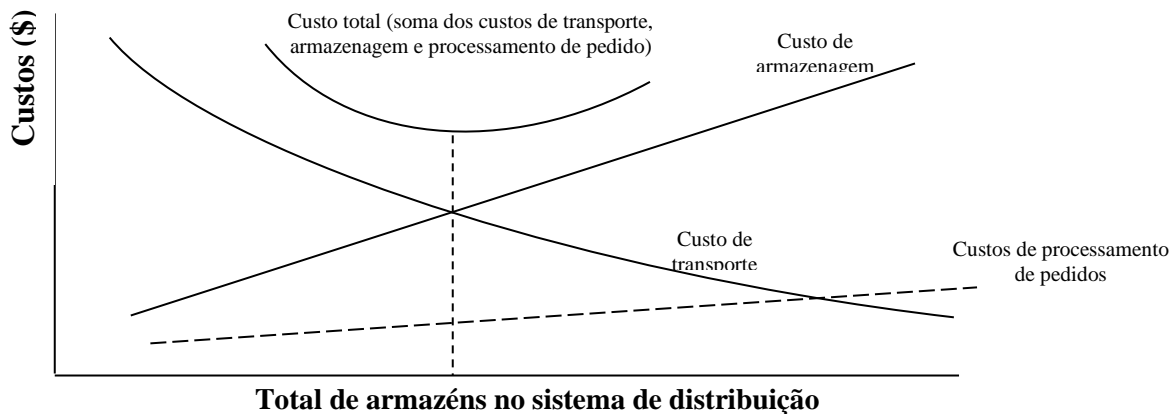 Custos ($)
Custo total (soma dos custos de transporte,
armazenagem e processamento de pedido)
Custo de
armazenagem
Custo de
transporte
Custos de processamento
de pedidos
Total de armazéns no sistema de distribuição